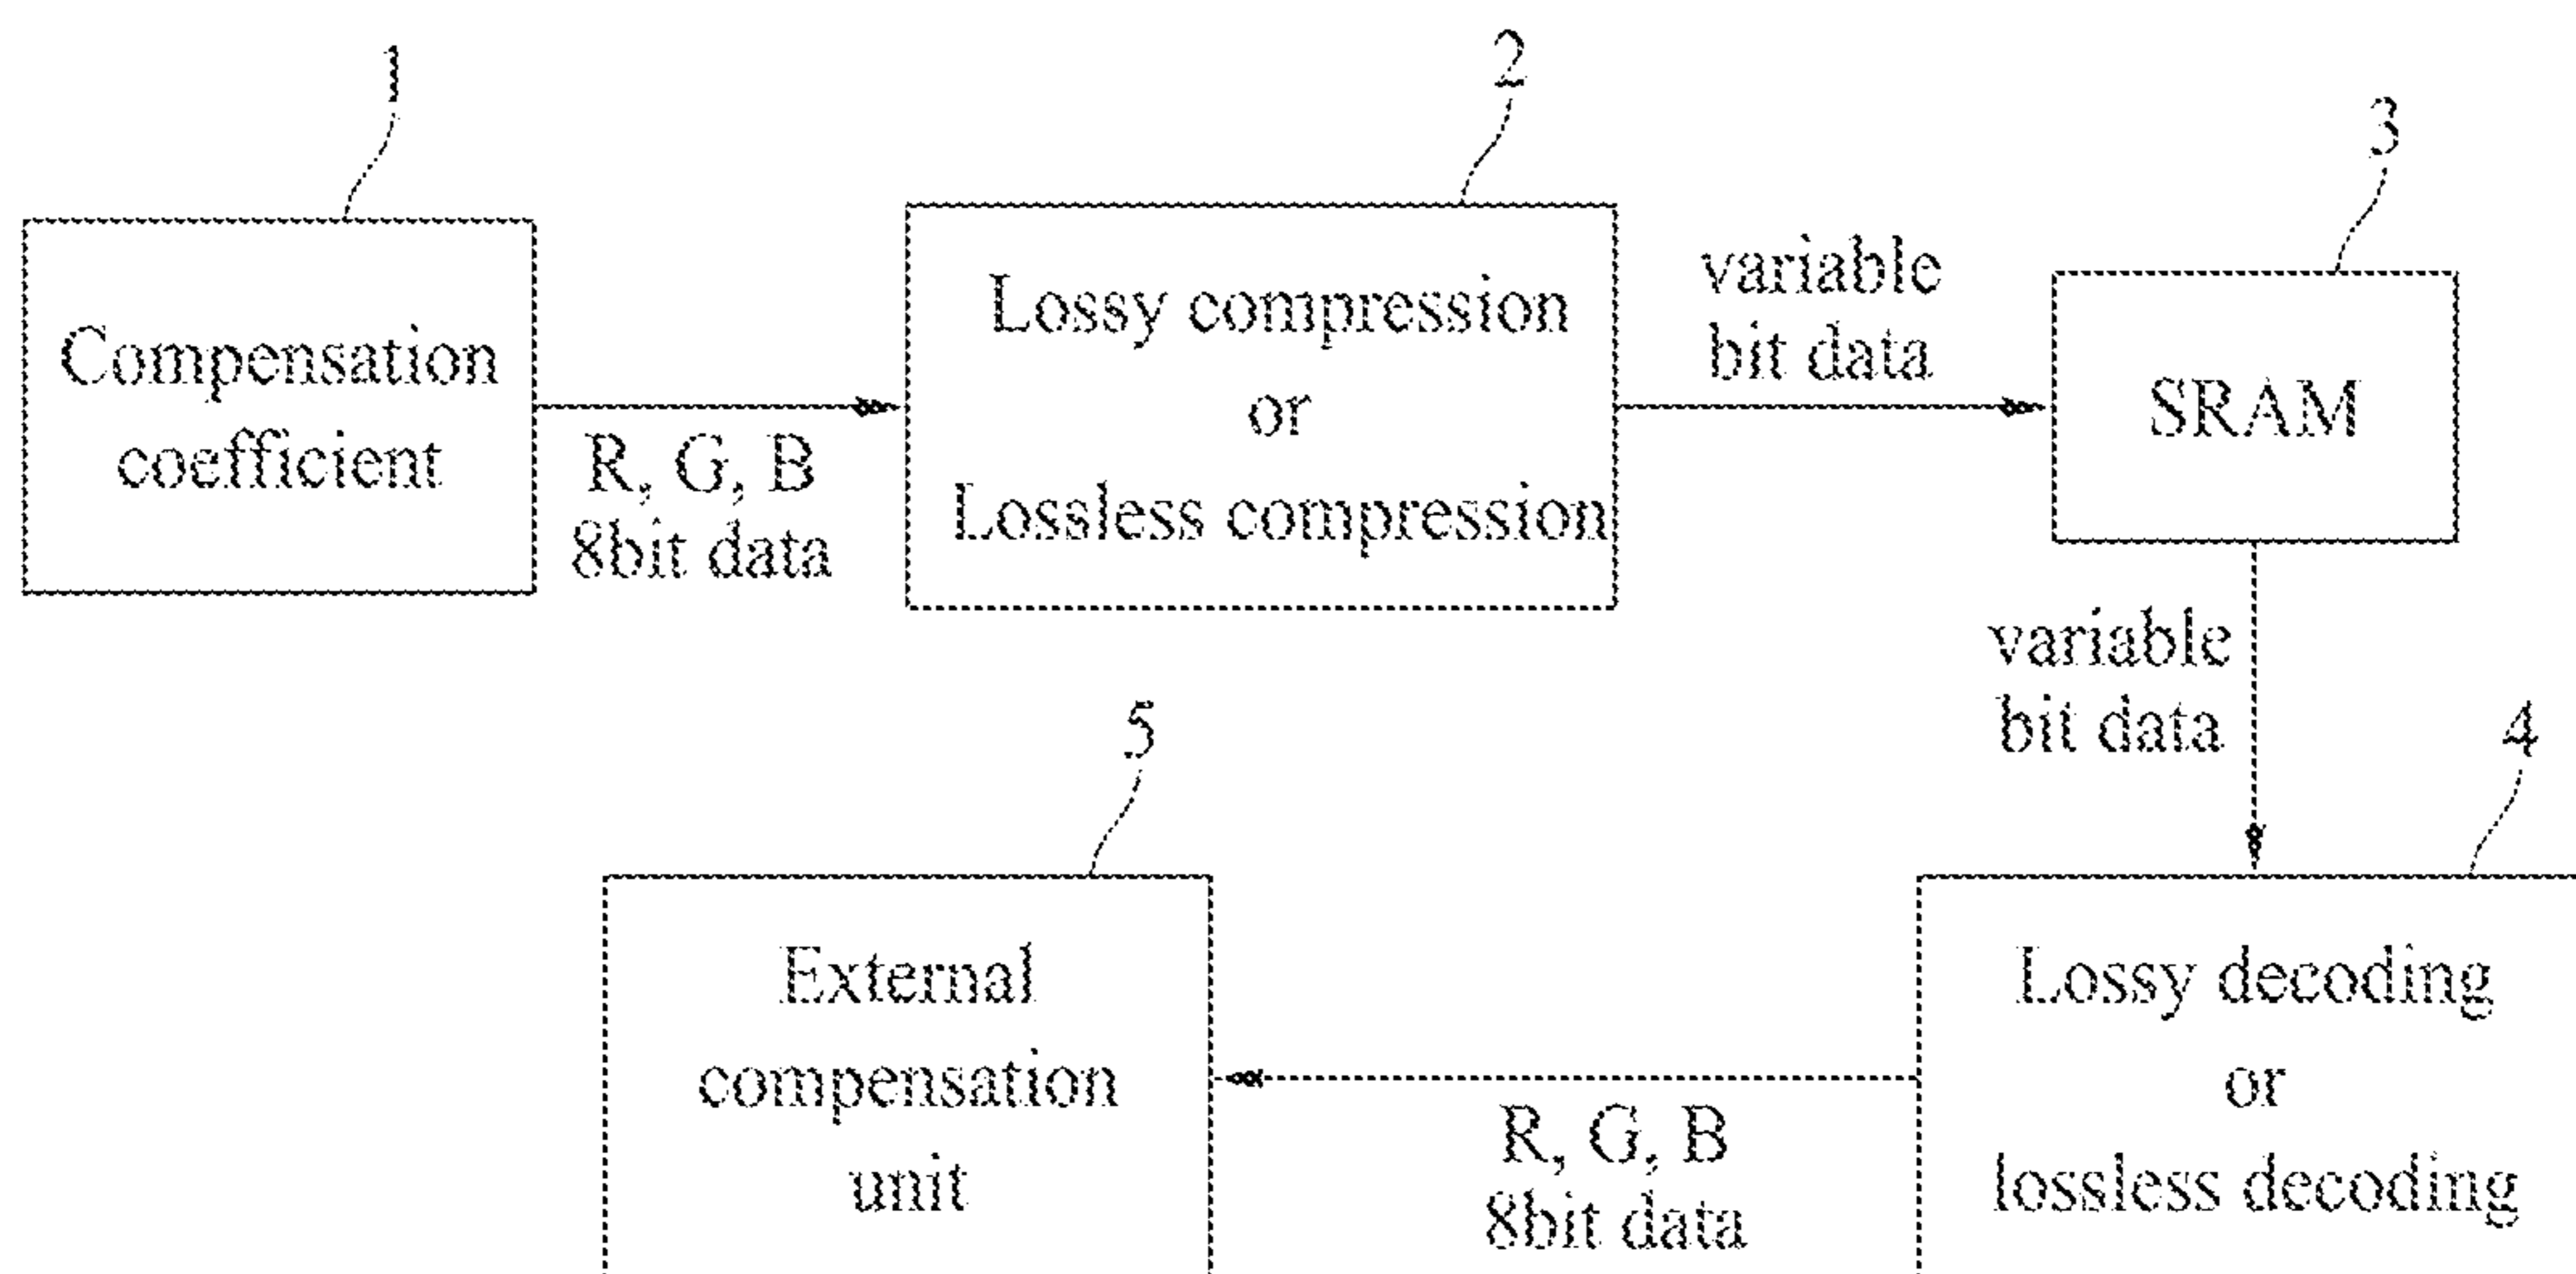 1
2
3
Compensation
coefficient
R, G, B
8bit data
Lossy compression
or
Lossless compression
variable
bit data
SRAM
variable
bit data
4
Lossy decoding
or
lossless decoding
R, G, B
8bit data
5
External
compensation
unit